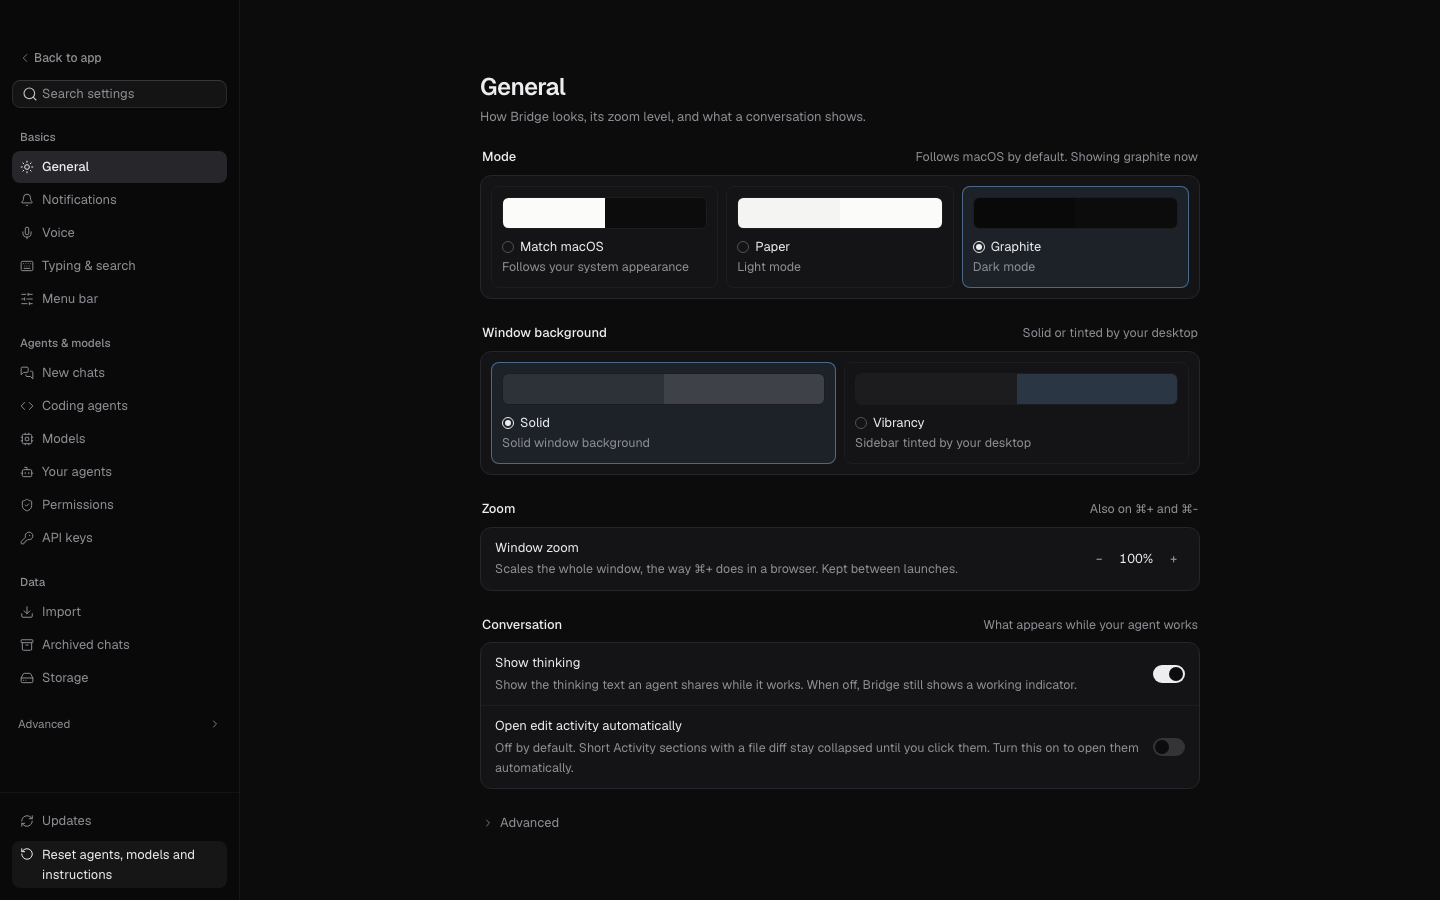 Back to app
Search settings
Basics
General
Notifications
Voice
Typing & search
Menu bar
Agents & models
New chats
Coding agents
Models
Your agents
Permissions
API keys
Data
Import
Archived chats
Storage
Advanced
Updates
Reset agents, models and
instructions
General
How Bridge looks, its zoom level, and what a conversation shows.
Mode
Follows macOS by default. Showing graphite now
Match macOS
Follows your system appearance
Paper
Light mode
Graphite
Dark mode
Window background
Solid or tinted by your desktop
Solid
Solid window background
Vibrancy
Sidebar tinted by your desktop
Zoom
Also on ⌘+ and ⌘-
Window zoom
Scales the whole window, the way ⌘+ does in a browser. Kept between launches.
− 100% +
Conversation
What appears while your agent works
Show thinking
Show the thinking text an agent shares while it works. When off, Bridge still shows a working indicator.
Open edit activity automatically
Off by default. Short Activity sections with a file diff stay collapsed until you click them. Turn this on to open them
automatically.
Advanced